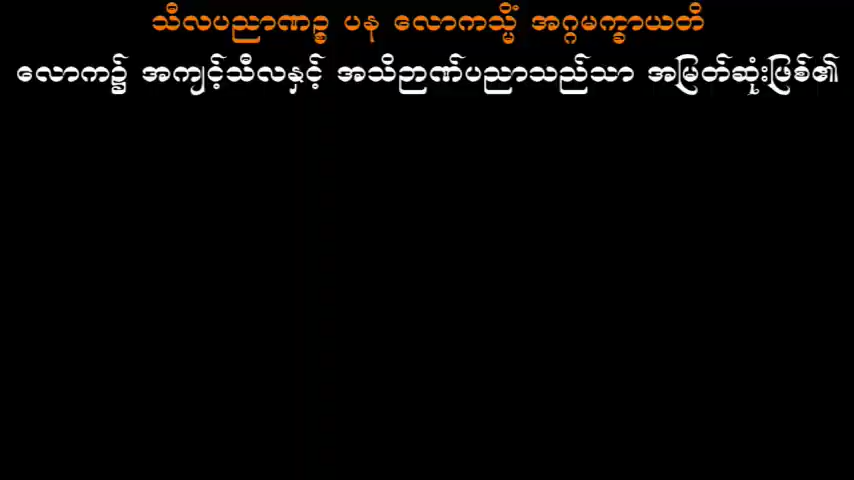 သီလပညာဏဉ္စ ပန လောကသ္မိံ အဂ္ဂမက္ခာယတိ
လောက၌ အကျင့်သီလနှင့် အသိဉာဏ်ပညာသည်သာ အမြတ်ဆုံးဖြစ်၏